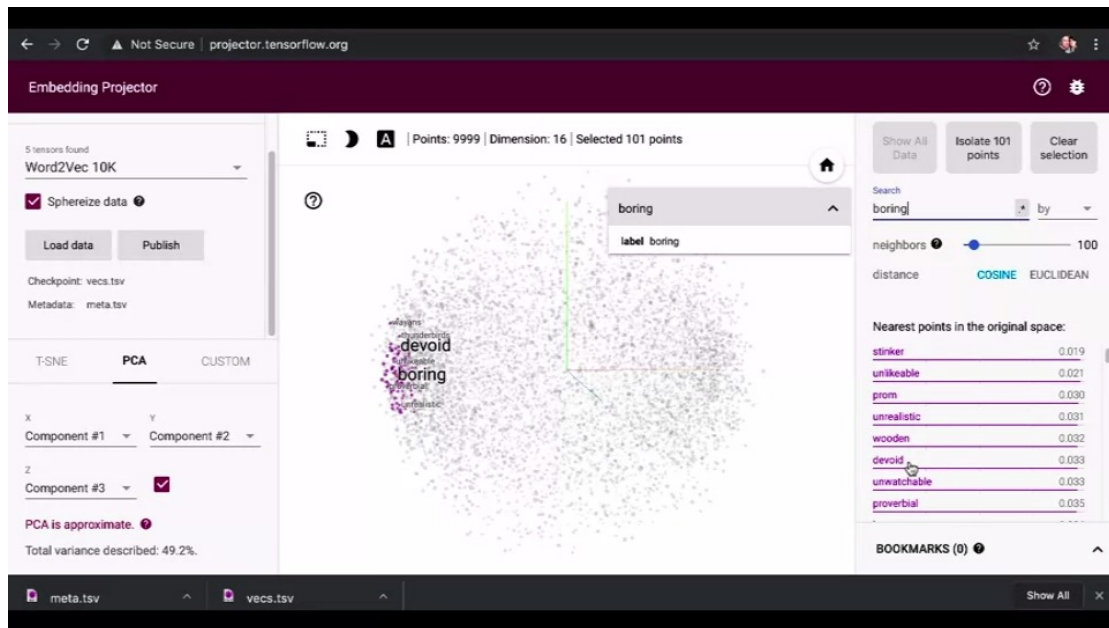 Not Secure | projector.tensorflow.org
Embedding Projector
5 tensors found
Word2Vec 10K
Sphereize data
Load data
Publish
Checkpoint: vecs.tsv
Metadata: meta.tsv
T-SNE
PCA
CUSTOM
X
Y
Component #1
Component #2
Z
Component #3
PCA is approximate.
Total variance described: 49.2%.
A
Points: 9999 | Dimension: 16 | Selected 101 points
boring
label boring
wayans
thunderbirds
devoid
unlikeable
boring
proverbial
unrealistic
Show All
Data
Isolate 101
points
Clear
selection
Search
boring
.*
by
neighbors
100
distance
COSINE
EUCLIDEAN
Nearest points in the original space:
stinker 0.019
unlikeable 0.021
prom 0.030
unrealistic 0.031
wooden 0.032
devoid 0.033
unwatchable 0.033
proverbial 0.035
BOOKMARKS (0)
meta.tsv
vecs.tsv
Show All